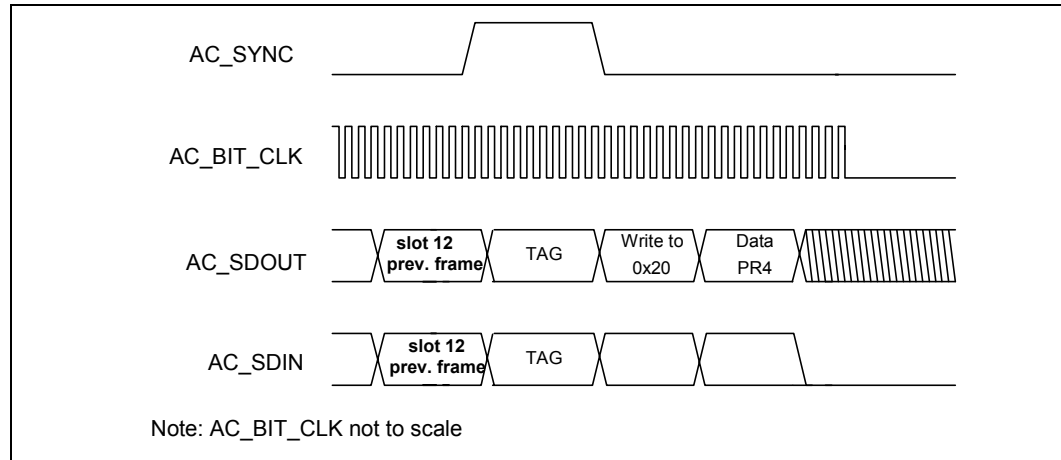 AC_SYNC
AC_BIT_CLK
AC_SDOUT
slot 12
prev. frame
TAG
Write to
0x20
Data
PR4
AC_SDIN
slot 12
prev. frame
TAG
Note: AC_BIT_CLK not to scale